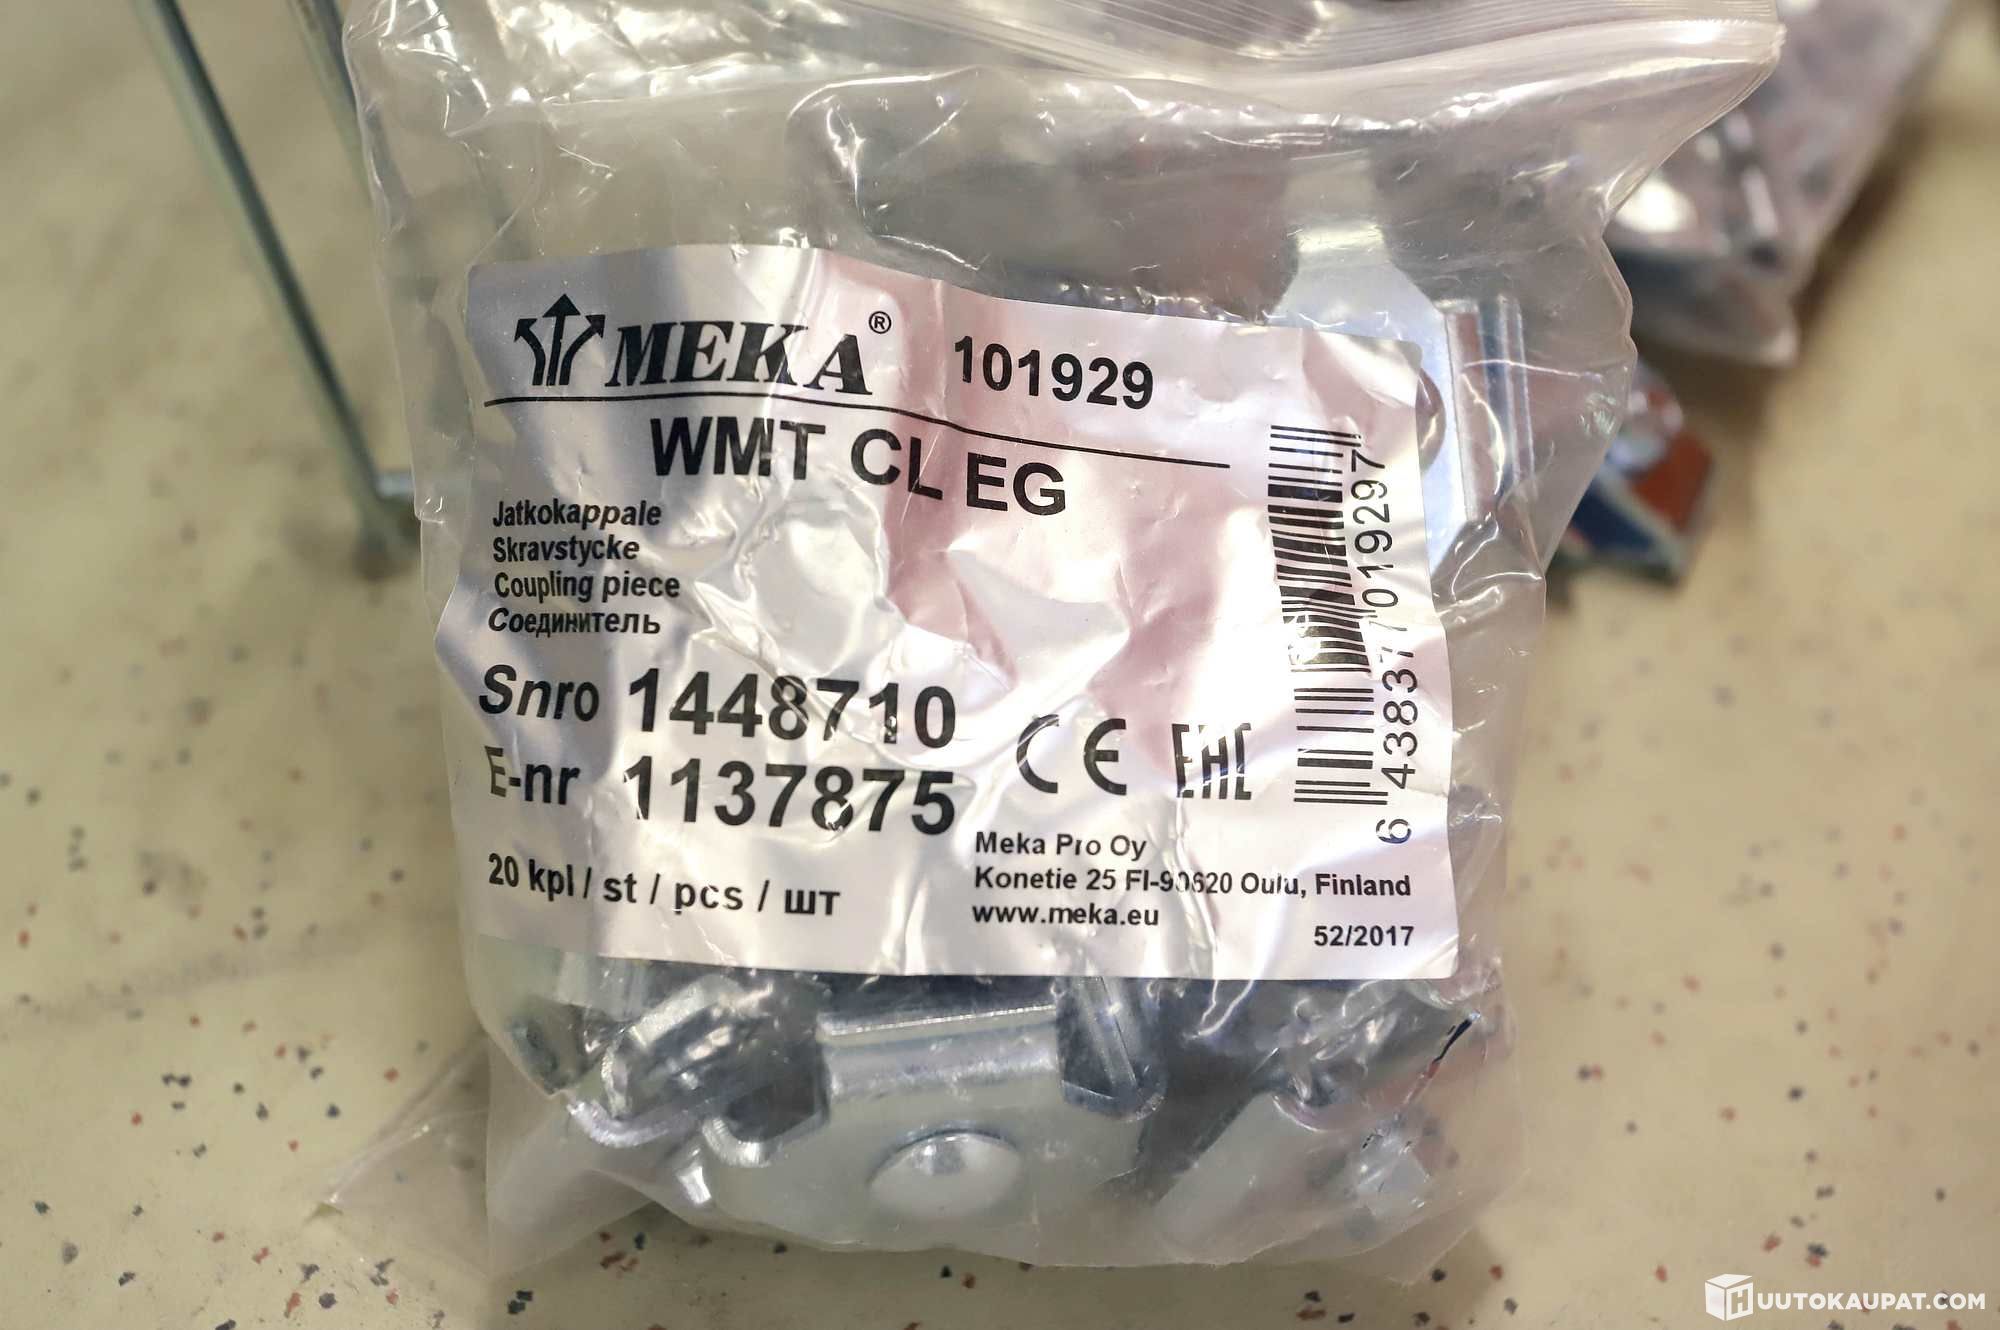 MEKA® 101929
WMT CL EG
Jatkokappale
Skravstycke
Coupling piece
Соединитель
Snro 1448710
E-nr 1137875
20 kpl / st / pcs / шт
CE EAC
Meka Pro Oy
Konetie 25 FI-90620 Oulu, Finland
www.meka.eu
52/2017
6 438377 019297
HUUTOKAUPAT.COM